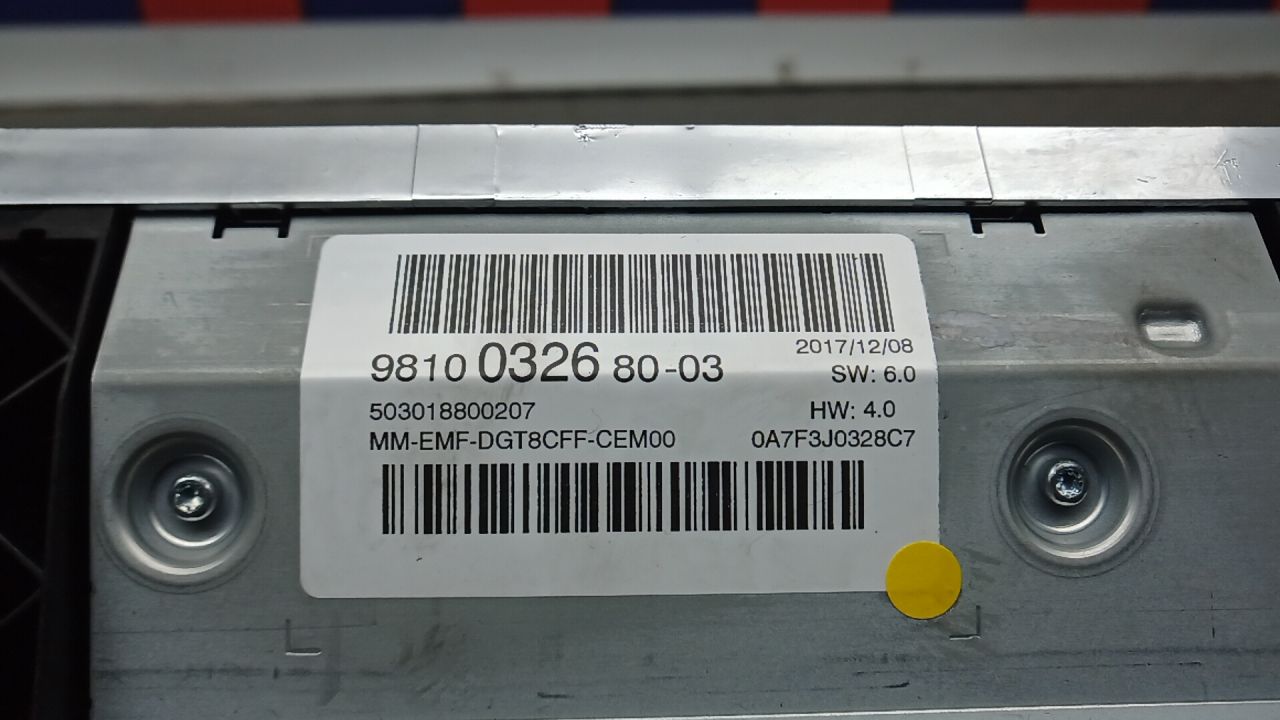 2017/12/08
9810 0326 80-03
SW: 6.0
503018800207
HW: 4.0
MM-EMF-DGT8CFF-CEM00
0A7F3J0328C7